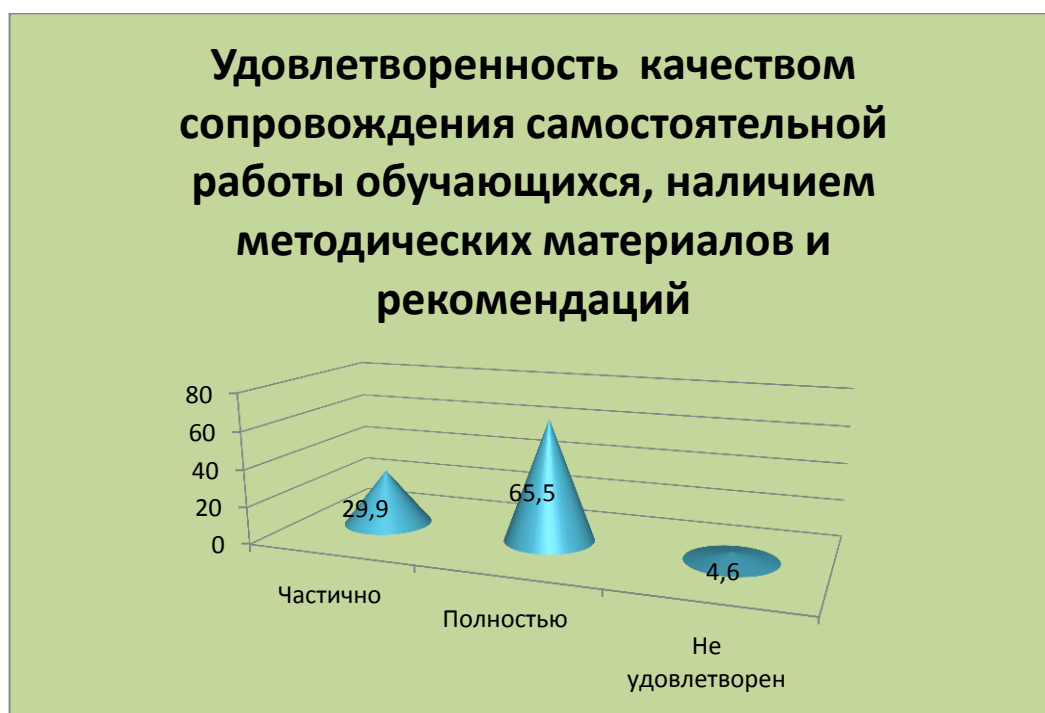 Удовлетворенность качеством
сопровождения самостоятельной
работы обучающихся, наличием
методических материалов и
рекомендаций
80
60
40
20
0
29,9
65,5
4,6
Частично
Полностью
Не
удовлетворен